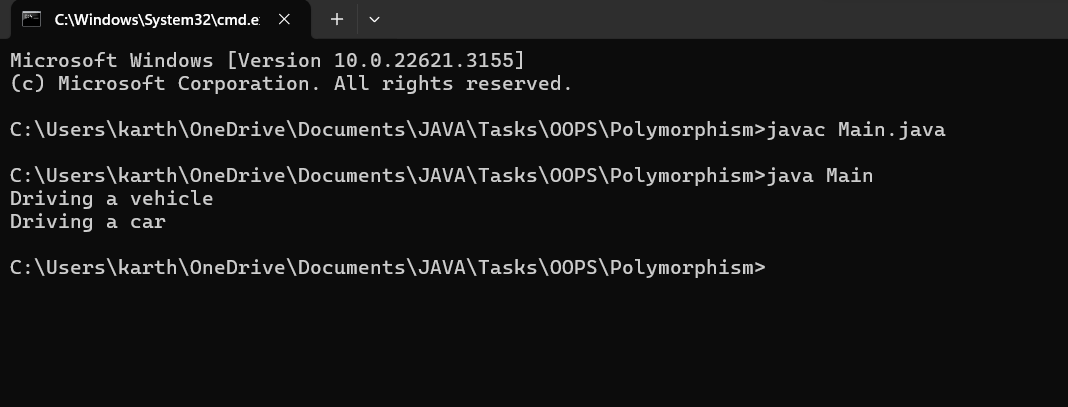 C:\Windows\System32\cmd.e
Microsoft Windows [Version 10.0.22621.3155]
(c) Microsoft Corporation. All rights reserved.
C:\Users\karth\OneDrive\Documents\JAVA\Tasks\OOPS\Polymorphism>javac Main.java
C:\Users\karth\OneDrive\Documents\JAVA\Tasks\OOPS\Polymorphism>java Main
Driving a vehicle
Driving a car
C:\Users\karth\OneDrive\Documents\JAVA\Tasks\OOPS\Polymorphism>